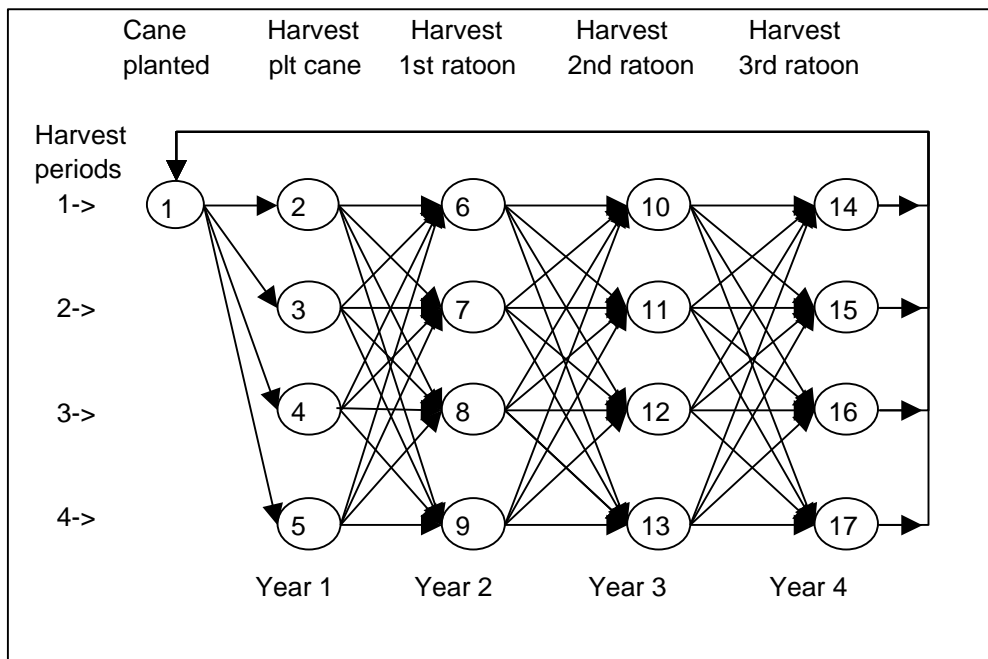 Cane Harvest Harvest Harvest Harvest
planted plt cane 1st ratoon 2nd ratoon 3rd ratoon
Harvest
periods
1-> 1 2 6 10 14
2-> 3 7 11 15
3-> 4 8 12 16
4-> 5 9 13 17
Year 1 Year 2 Year 3 Year 4